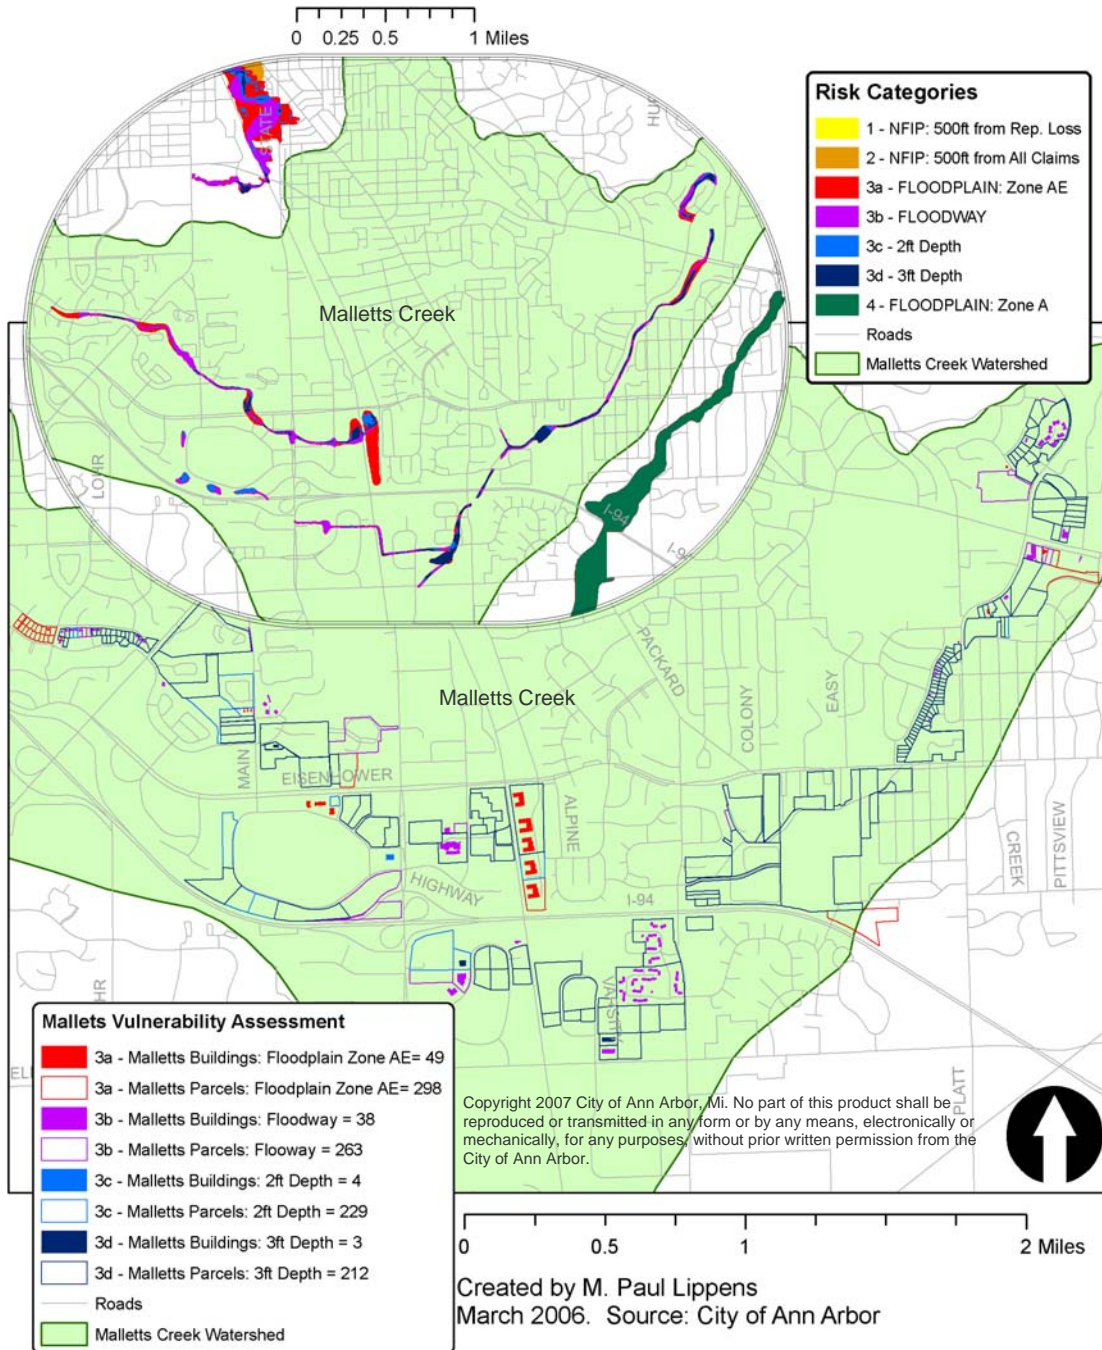 0 0.25 0.5 1 Miles
Risk Categories
1 - NFIP: 500ft from Rep. Loss
2 - NFIP: 500ft from All Claims
3a - FLOODPLAIN: Zone AE
3b - FLOODWAY
3c - 2ft Depth
3d - 3ft Depth
4 - FLOODPLAIN: Zone A
Roads
Malletts Creek Watershed
STATE
HUR
Malletts Creek
LOHR
I-94
I-94
PACKARD
Malletts Creek
COLONY
EASY
MAIN
EISENHOWER
ALPINE
CREEK
PITTSVIEW
HIGHWAY
I-94
VARSITY
PLATT
HR
ELL
Mallets Vulnerability Assessment
3a - Malletts Buildings: Floodplain Zone AE= 49
3a - Malletts Parcels: Floodplain Zone AE= 298
3b - Malletts Buildings: Floodway = 38
3b - Malletts Parcels: Flooway = 263
3c - Malletts Buildings: 2ft Depth = 4
3c - Malletts Parcels: 2ft Depth = 229
3d - Malletts Buildings: 3ft Depth = 3
3d - Malletts Parcels: 3ft Depth = 212
Roads
Malletts Creek Watershed
Copyright 2007 City of Ann Arbor, Mi. No part of this product shall be
reproduced or transmitted in any form or by any means, electronically or
mechanically, for any purposes, without prior written permission from the
City of Ann Arbor.
0 0.5 1 2 Miles
Created by M. Paul Lippens
March 2006. Source: City of Ann Arbor